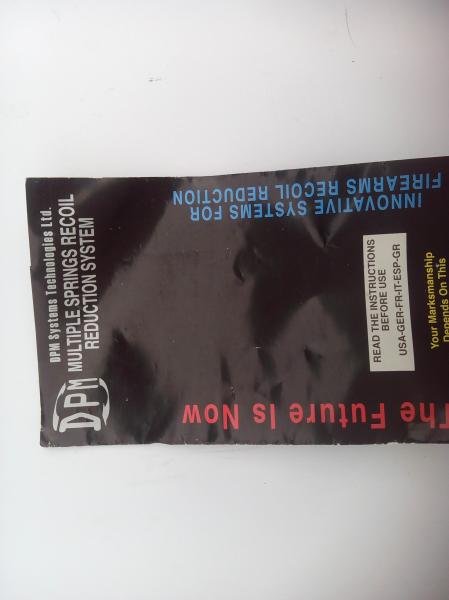 DPM
DPM Systems Technologies Ltd.
MULTIPLE SPRINGS RECOIL
REDUCTION SYSTEM
INNOVATIVE SYSTEMS FOR
FIREARMS RECOIL REDUCTION
READ THE INSTRUCTIONS
BEFORE USE
USA-GER-FR-IT-ESP-GR
Your Marksmanship
Depends On This
The Future Is Now